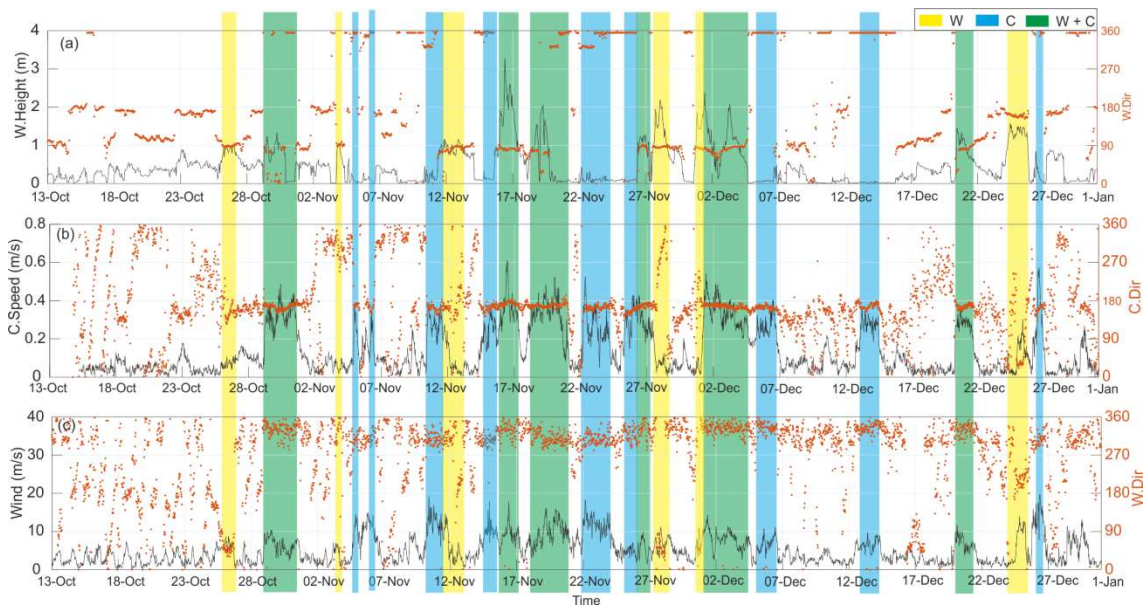 W C W + C
(a)
W.Height (m)
4
3
2
1
0
360
270
180
90
0
W.Dir
13-Oct 18-Oct 23-Oct 28-Oct 02-Nov 07-Nov 12-Nov 17-Nov 22-Nov 27-Nov 02-Dec 07-Dec 12-Dec 17-Dec 22-Dec 27-Dec 1-Jan
(b)
C.Speed (m/s)
0.8
0.6
0.4
0.2
0
360
270
180
90
0
C.Dir
13-Oct 18-Oct 23-Oct 28-Oct 02-Nov 07-Nov 12-Nov 17-Nov 22-Nov 27-Nov 02-Dec 07-Dec 12-Dec 17-Dec 22-Dec 27-Dec 1-Jan
(c)
Wind (m/s)
40
30
20
10
0
360
270
180
90
0
W.Dir
13-Oct 18-Oct 23-Oct 28-Oct 02-Nov 07-Nov 12-Nov 17-Nov 22-Nov 27-Nov 02-Dec 07-Dec 12-Dec 17-Dec 22-Dec 27-Dec 1-Jan
Time